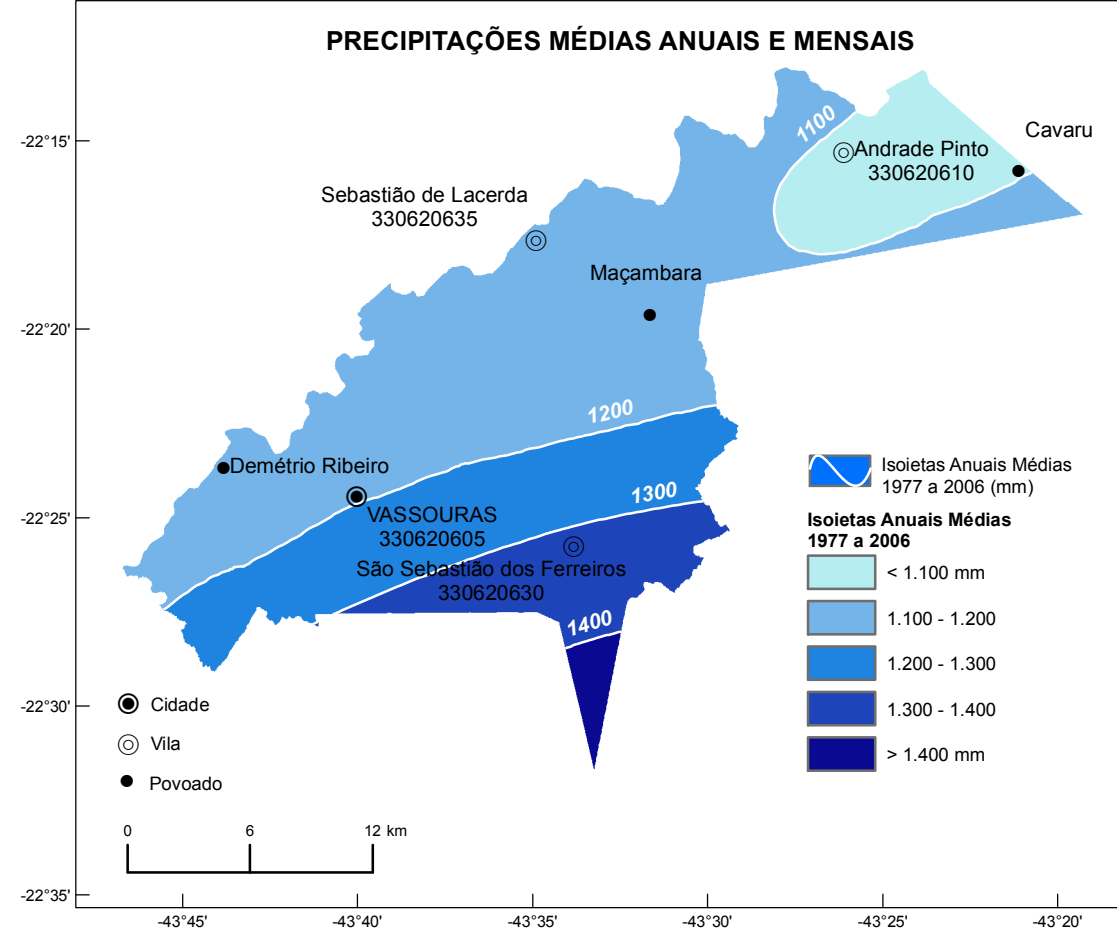 PRECIPITAÇÕES MÉDIAS ANUAIS E MENSAIS
-22°15'
-22°20'
-22°25'
-22°30'
-22°35'
1100
Cavaru
Andrade Pinto
330620610
Sebastião de Lacerda
330620635
Maçambara
1200
Demétrio Ribeiro
1300
VASSOURAS
330620605
São Sebastião dos Ferreiros
330620630
1400
Isoietas Anuais Médias
1977 a 2006 (mm)
Isoietas Anuais Médias
1977 a 2006
< 1.100 mm
1.100 - 1.200
1.200 - 1.300
1.300 - 1.400
> 1.400 mm
Cidade
Vila
Povoado
0 6 12 km
-43°45' -43°40' -43°35' -43°30' -43°25' -43°20'